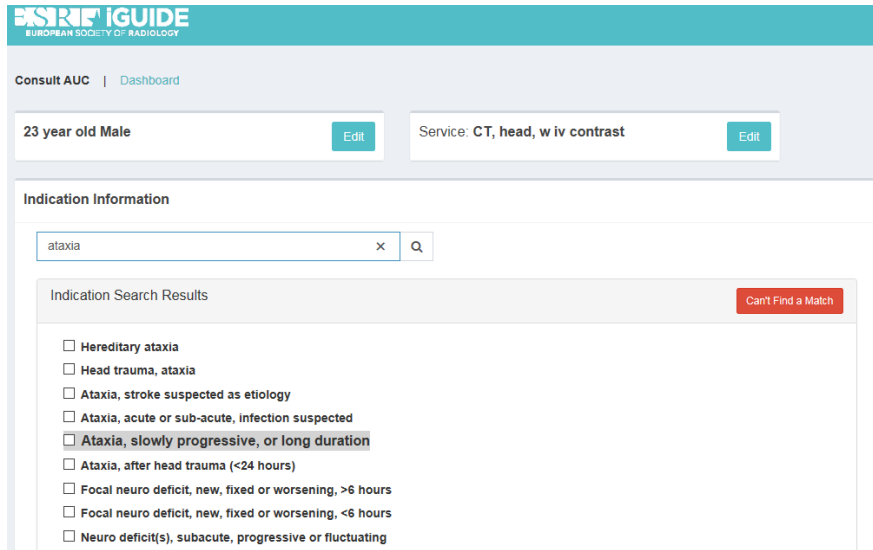 ESR iGUIDE
EUROPEAN SOCIETY OF RADIOLOGY
Consult AUC | Dashboard
23 year old Male
Edit
Service: CT, head, w iv contrast
Edit
Indication Information
ataxia
Indication Search Results
Can't Find a Match
Hereditary ataxia
Head trauma, ataxia
Ataxia, stroke suspected as etiology
Ataxia, acute or sub-acute, infection suspected
Ataxia, slowly progressive, or long duration
Ataxia, after head trauma (<24 hours)
Focal neuro deficit, new, fixed or worsening, >6 hours
Focal neuro deficit, new, fixed or worsening, <6 hours
Neuro deficit(s), subacute, progressive or fluctuating